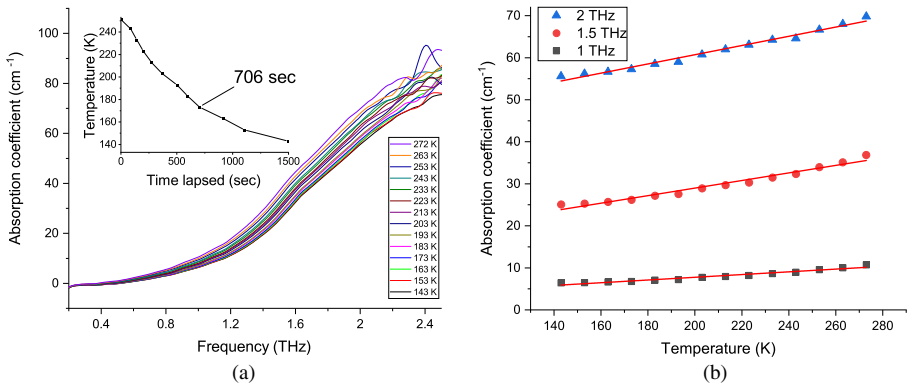 (a)
100
80
60
40
20
0
Absorption coefficient (cm⁻¹)
0.4
0.8
1.2
1.6
2.0
2.4
Frequency (THz)
260
240
220
200
180
160
140
Temperature (K)
0
500
1000
1500
Time lapsed (sec)
706 sec
272 K
263 K
253 K
243 K
233 K
223 K
213 K
203 K
193 K
183 K
173 K
163 K
153 K
143 K
(a)
(b)
2 THz
1.5 THz
1 THz
70
60
50
40
30
20
10
0
Absorption coefficient (cm⁻¹)
140
160
180
200
220
240
260
280
Temperature (K)
(b)